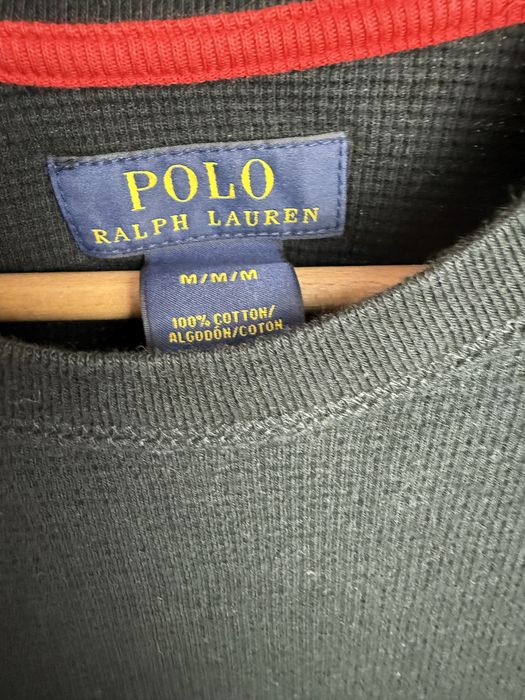 POLO
RALPH LAUREN
M/M/M
100% COTTON/
ALGODÓN/COTON